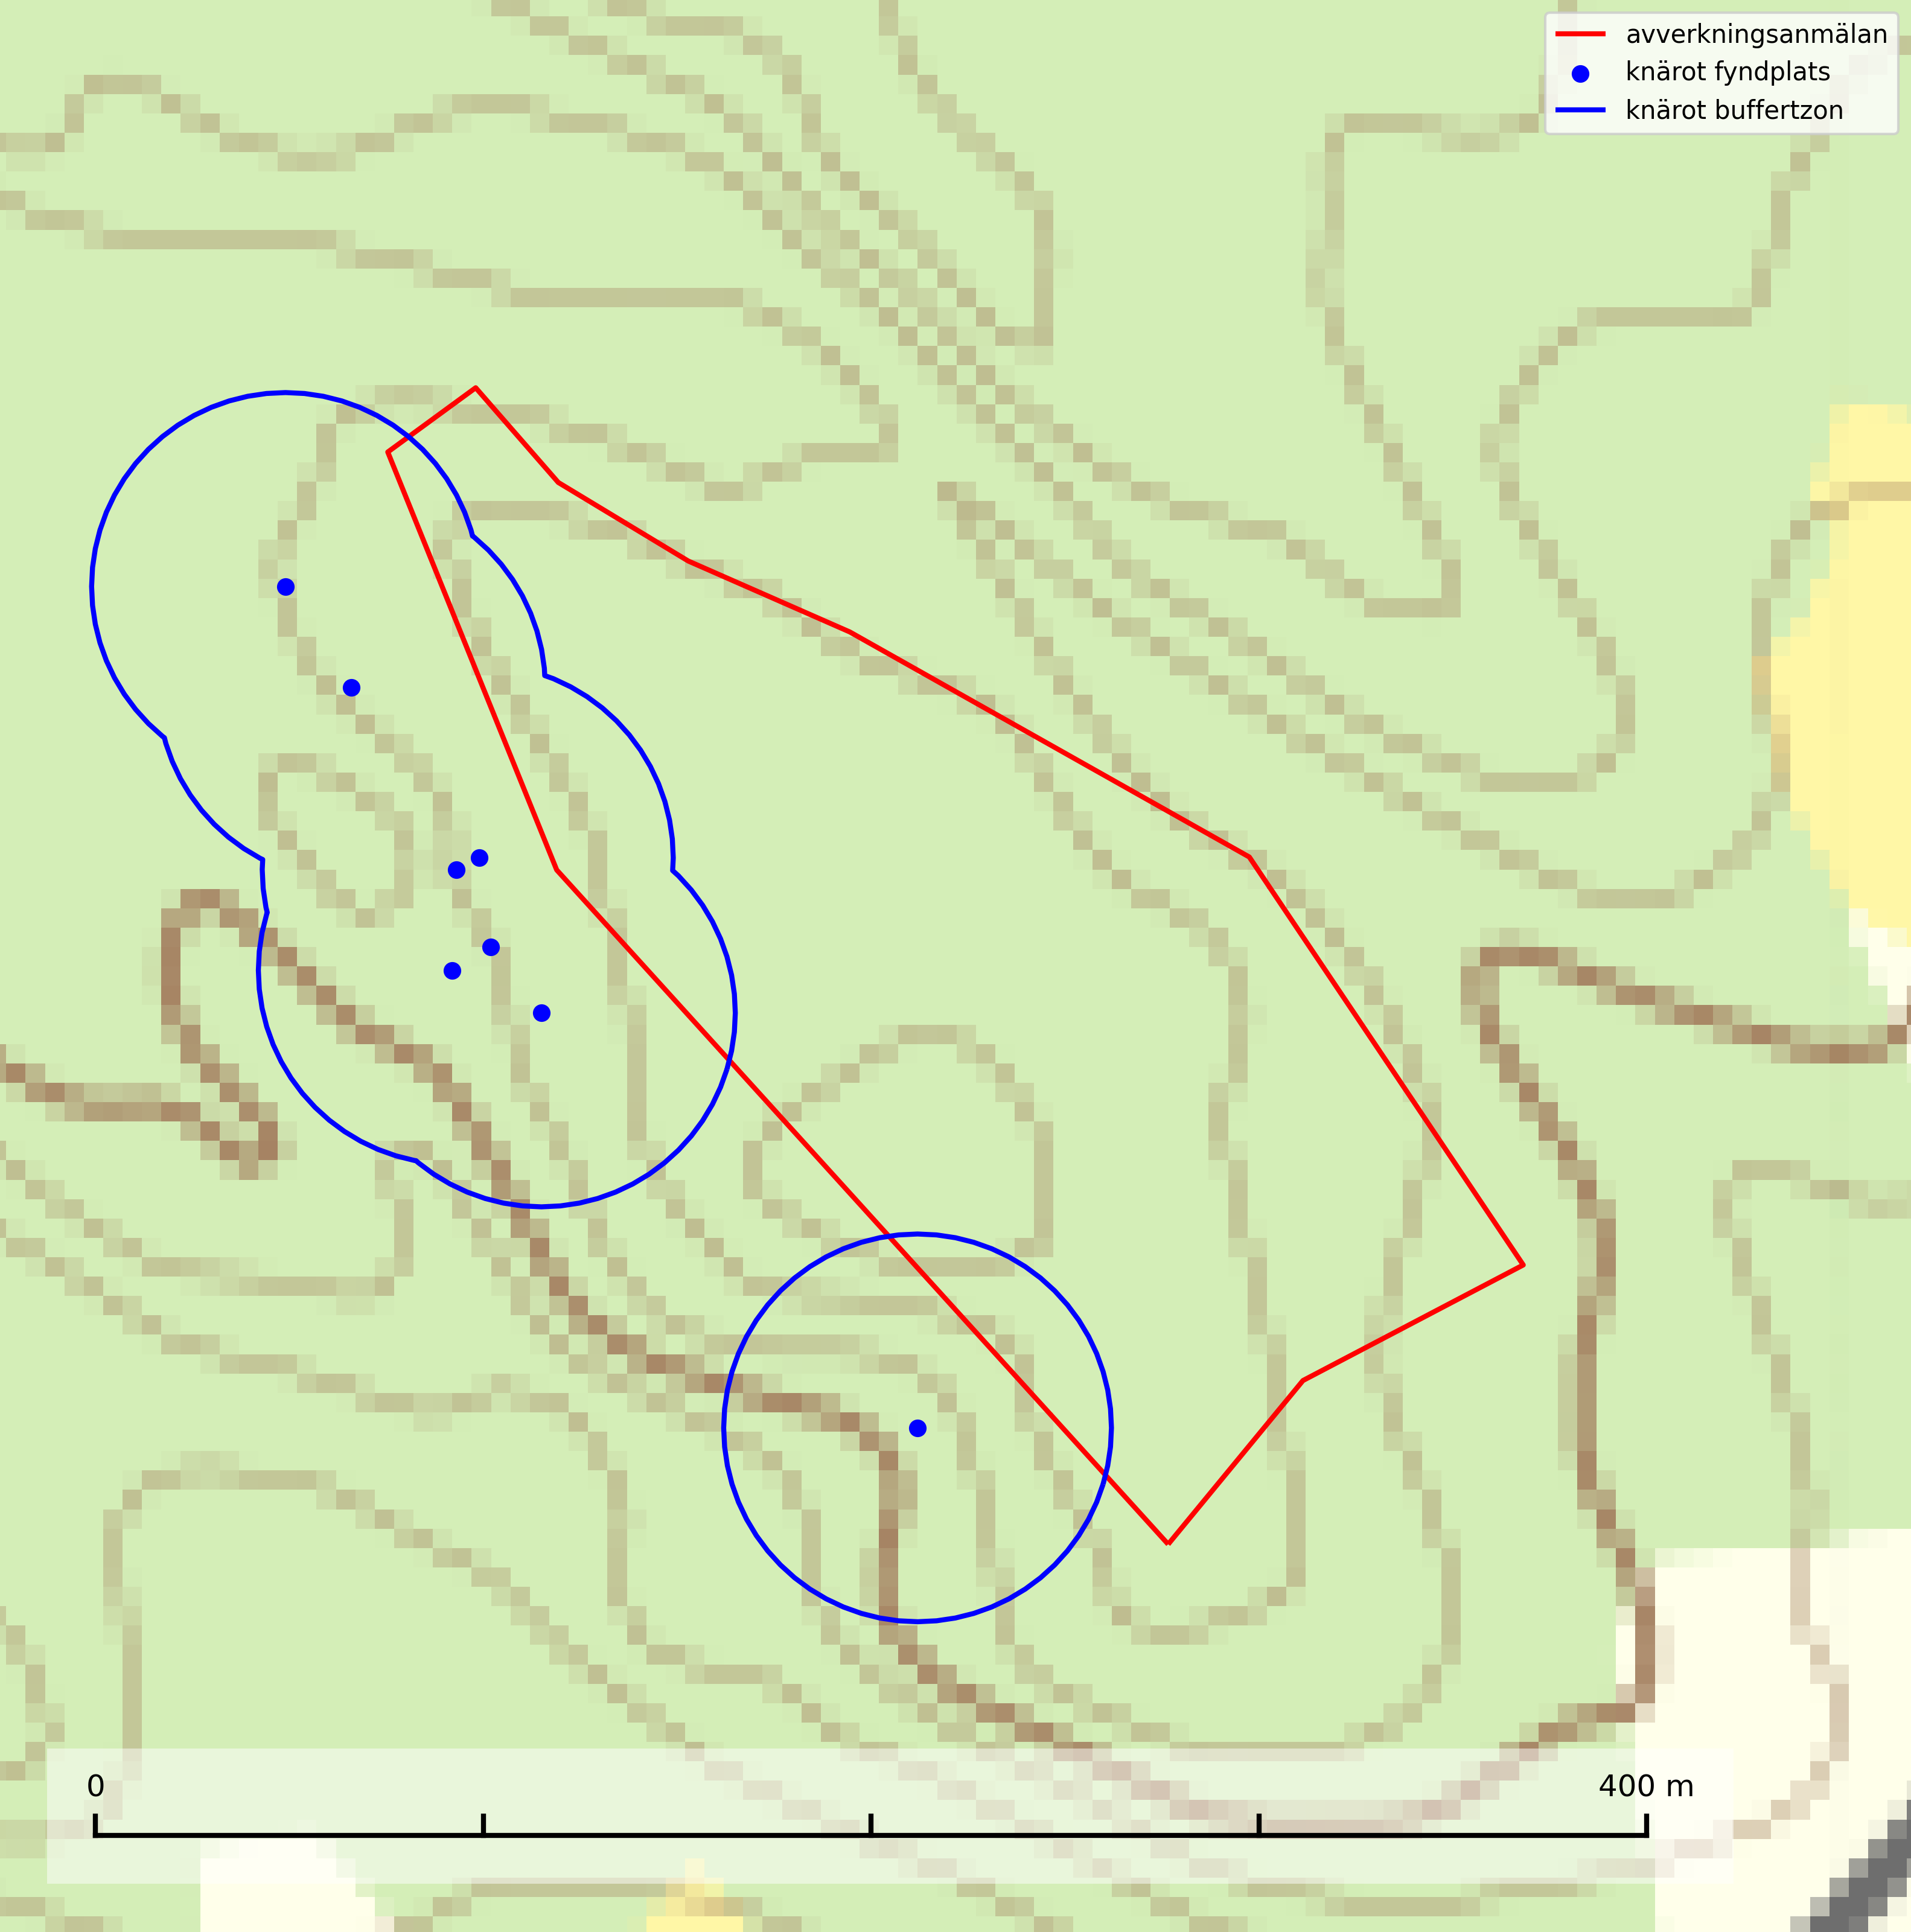 avverkningsanmälan
knärot fyndplats
knärot buffertzon
0 400 m